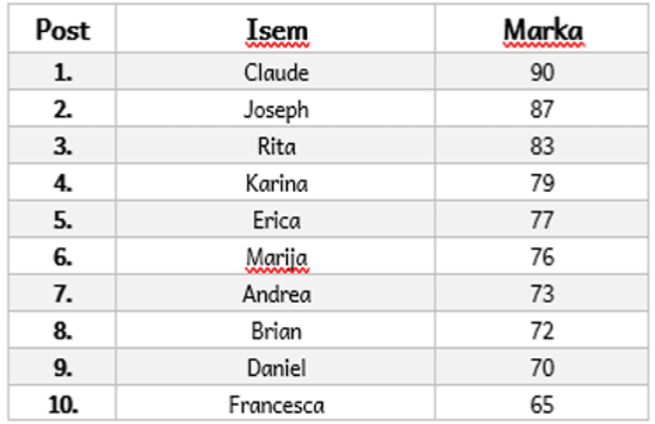 Post Isem Marka
1. Claude 90
2. Joseph 87
3. Rita 83
4. Karina 79
5. Erica 77
6. Marija 76
7. Andrea 73
8. Brian 72
9. Daniel 70
10. Francesca 65